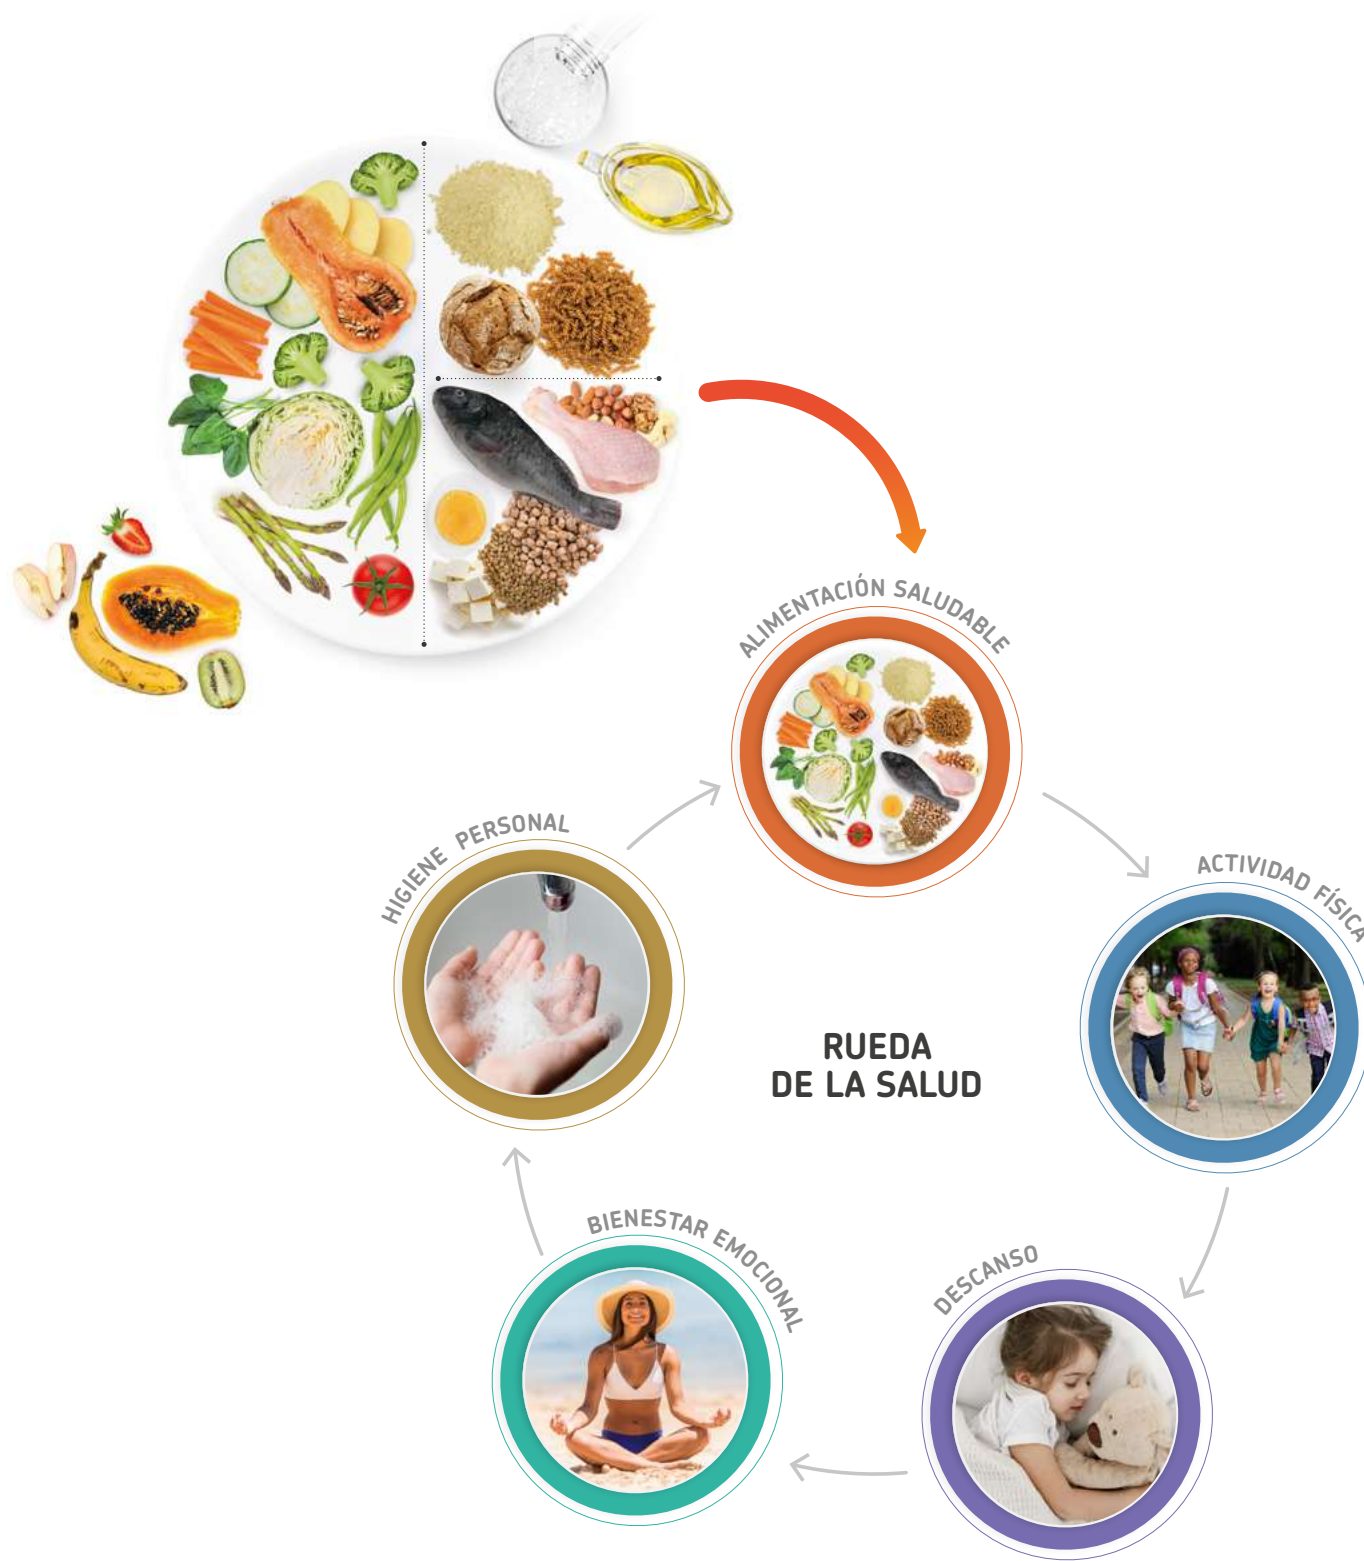 ALIMENTACIÓN SALUDABLE
HIGIENE PERSONAL
ACTIVIDAD FÍSICA
RUEDA
DE LA SALUD
BIENESTAR EMOCIONAL
DESCANSO